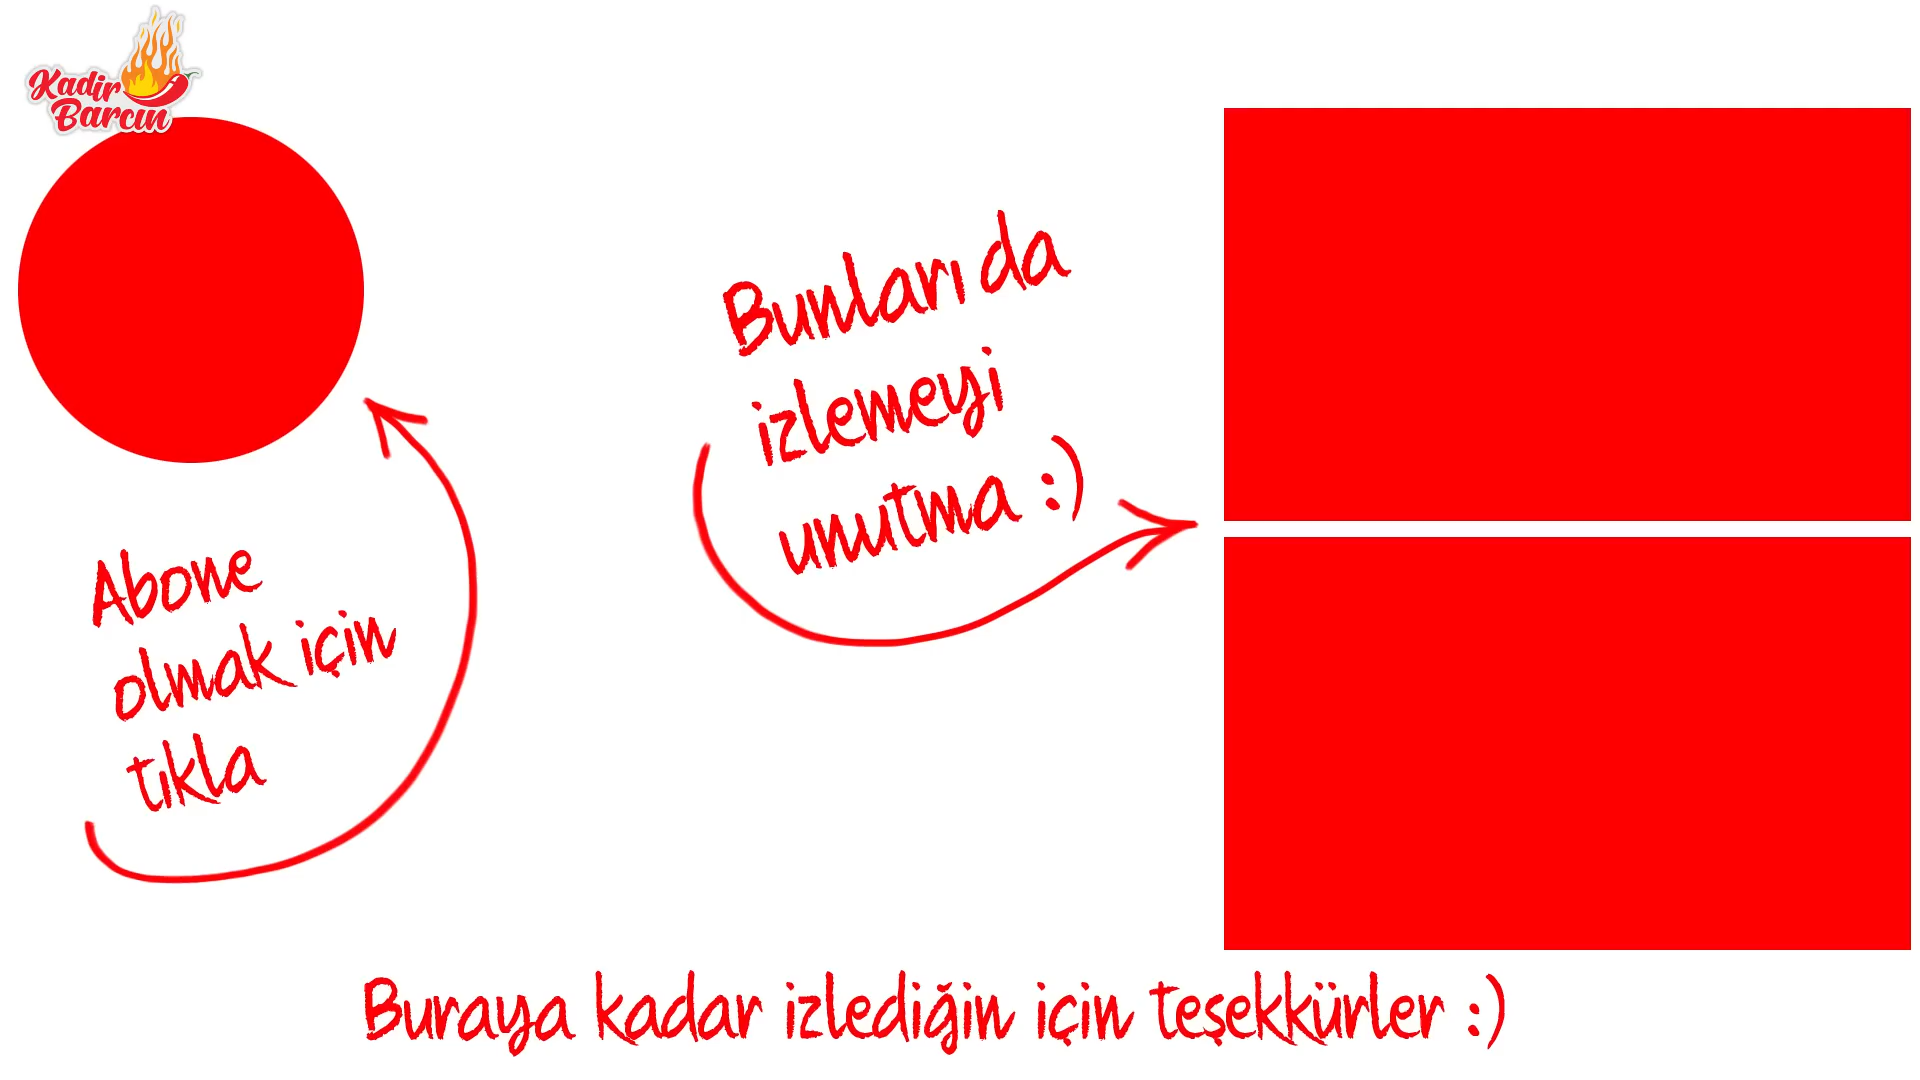 Kadir
Barcın
Bunları da
izlemeyi
unutma :)
Abone
olmak için
tıkla
Buraya kadar izlediğin için teşekkürler :)